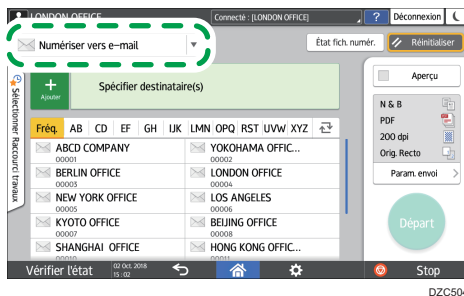 LONDON OFFICE
Connecté : [LONDON OFFICE]
?
Déconnexion
Numériser vers e-mail
État fich. numér.
Réinitialiser
Sélectionner Raccourci travaux
+
Ajouter
Spécifier destinataire(s)
Aperçu
N & B
PDF
200 dpi
Orig. Recto
Param. envoi >
Départ
Fréq. AB CD EF GH IJK LMN OPQ RST UVW XYZ
ABCD COMPANY
00001
YOKOHAMA OFFIC...
00002
BERLIN OFFICE
00003
LONDON OFFICE
00004
NEW YORK OFFICE
00005
LOS ANGELES
00006
KYOTO OFFICE
00007
BEIJING OFFICE
00008
SHANGHAI OFFICE
00010
HONG KONG OFFIC...
00011
Vérifier l'état
02 Oct. 2018
15 : 02
Stop
DZC504